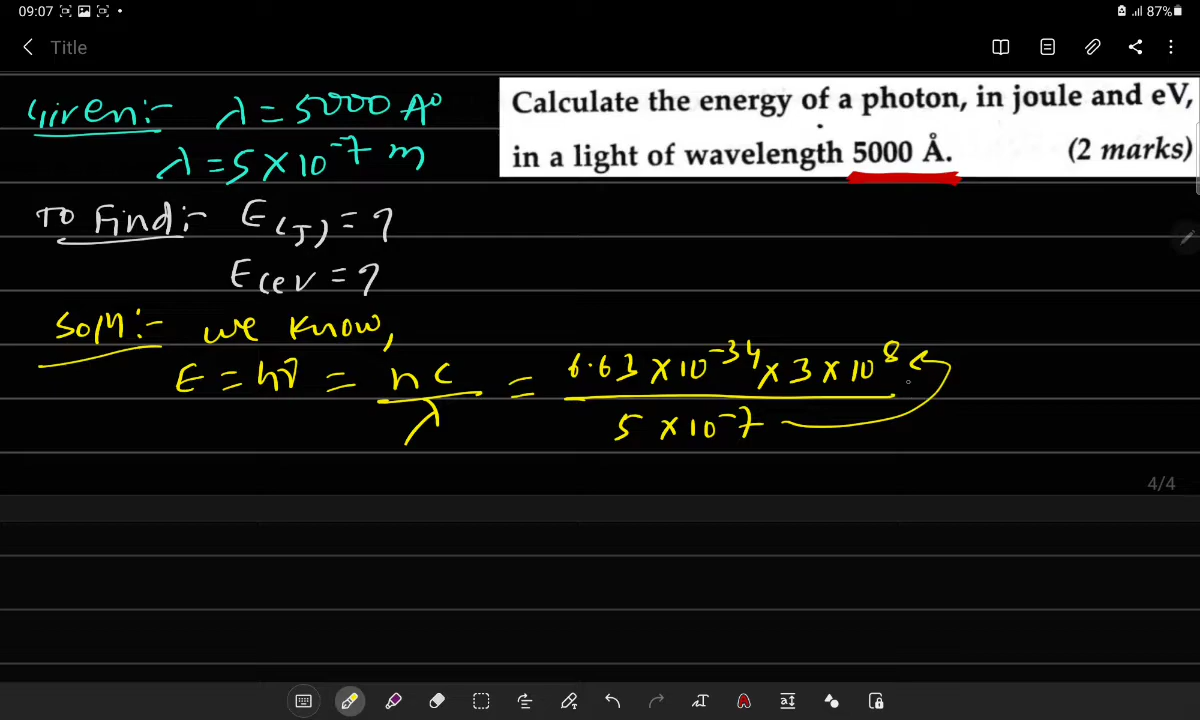 09:07 87%
Title
Given:- λ = 5000 A°
λ = 5 × 10⁻⁷ m
Calculate the energy of a photon, in joule and eV,
in a light of wavelength 5000 Å. (2 marks)
To Find:- E(J) = ?
E(eV = ?
Soln:- we know,
E = hν = hc/λ = 6.63 × 10⁻³⁴ × 3 × 10⁸ / 5 × 10⁻⁷
4/4